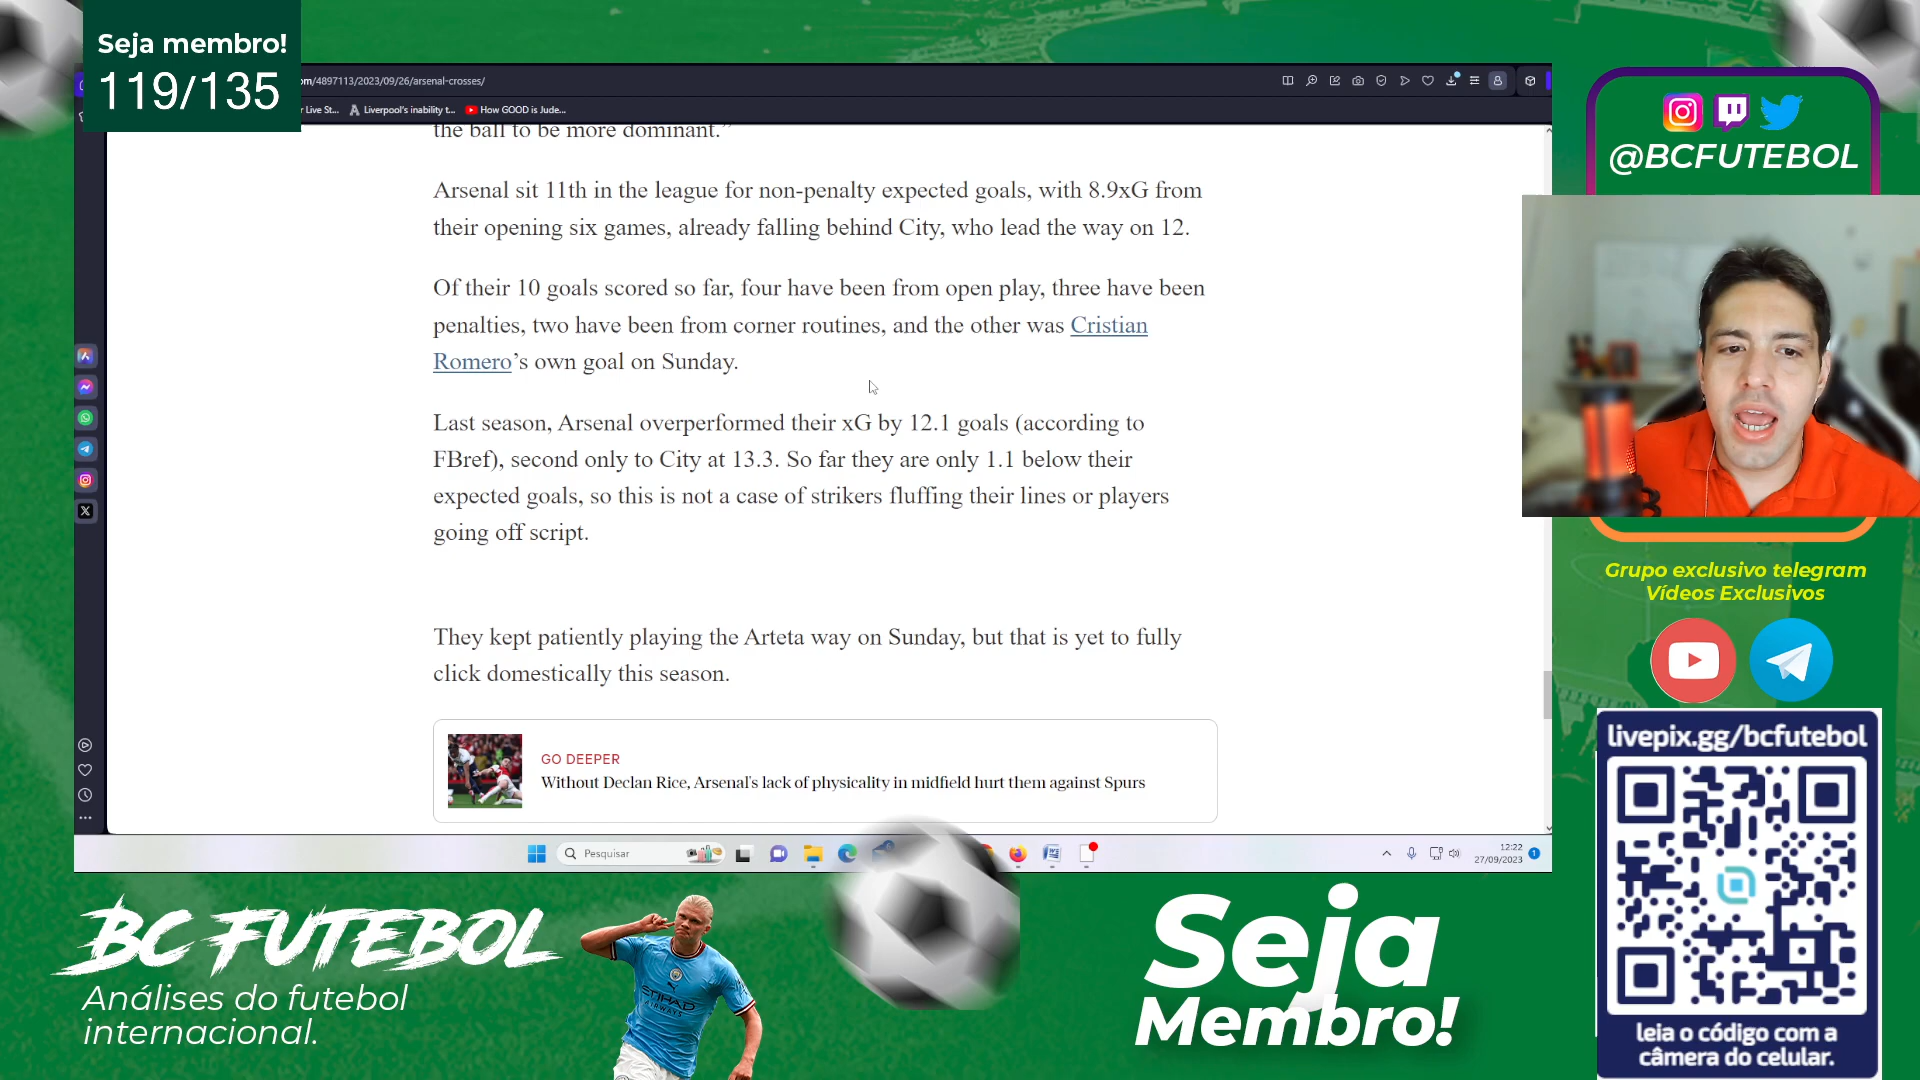 Seja membro!
119/135
om/4897113/2023/09/26/arsenal-crosses/
r Live St...
Liverpool's inability t...
How GOOD is Jude...
the ball to be more dominant."
Arsenal sit 11th in the league for non-penalty expected goals, with 8.9xG from
their opening six games, already falling behind City, who lead the way on 12.
Of their 10 goals scored so far, four have been from open play, three have been
penalties, two have been from corner routines, and the other was Cristian
Romero's own goal on Sunday.
Last season, Arsenal overperformed their xG by 12.1 goals (according to
FBref), second only to City at 13.3. So far they are only 1.1 below their
expected goals, so this is not a case of strikers fluffing their lines or players
going off script.
They kept patiently playing the Arteta way on Sunday, but that is yet to fully
click domestically this season.
GO DEEPER
Without Declan Rice, Arsenal's lack of physicality in midfield hurt them against Spurs
Pesquisar
12:22
27/09/2023
1
@BCFUTEBOL
Grupo exclusivo telegram
Vídeos Exclusivos
livepix.gg/bcfutebol
leia o código com a
câmera do celular.
BC FUTEBOL
Análises do futebol
internacional.
ETIHAD
AIRWAYS
Seja
Membro!